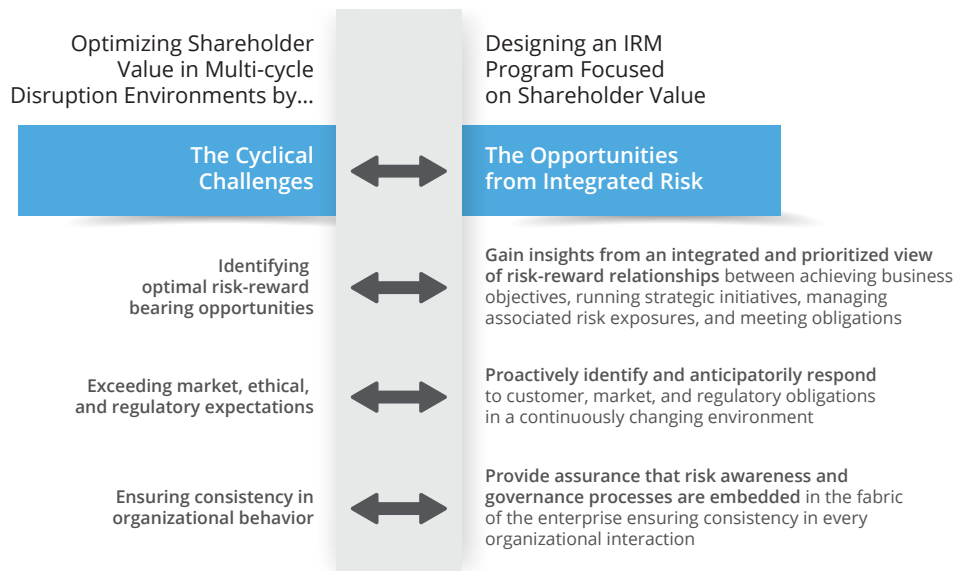 Optimizing Shareholder
Value in Multi-cycle
Disruption Environments by...
Designing an IRM
Program Focused
on Shareholder Value
The Cyclical
Challenges
The Opportunities
from Integrated Risk
Identifying
optimal risk-reward
bearing opportunities
Gain insights from an integrated and prioritized view
of risk-reward relationships between achieving business
objectives, running strategic initiatives, managing
associated risk exposures, and meeting obligations
Exceeding market, ethical,
and regulatory expectations
Proactively identify and anticipatorily respond
to customer, market, and regulatory obligations
in a continuously changing environment
Ensuring consistency in
organizational behavior
Provide assurance that risk awareness and
governance processes are embedded in the fabric
of the enterprise ensuring consistency in every
organizational interaction